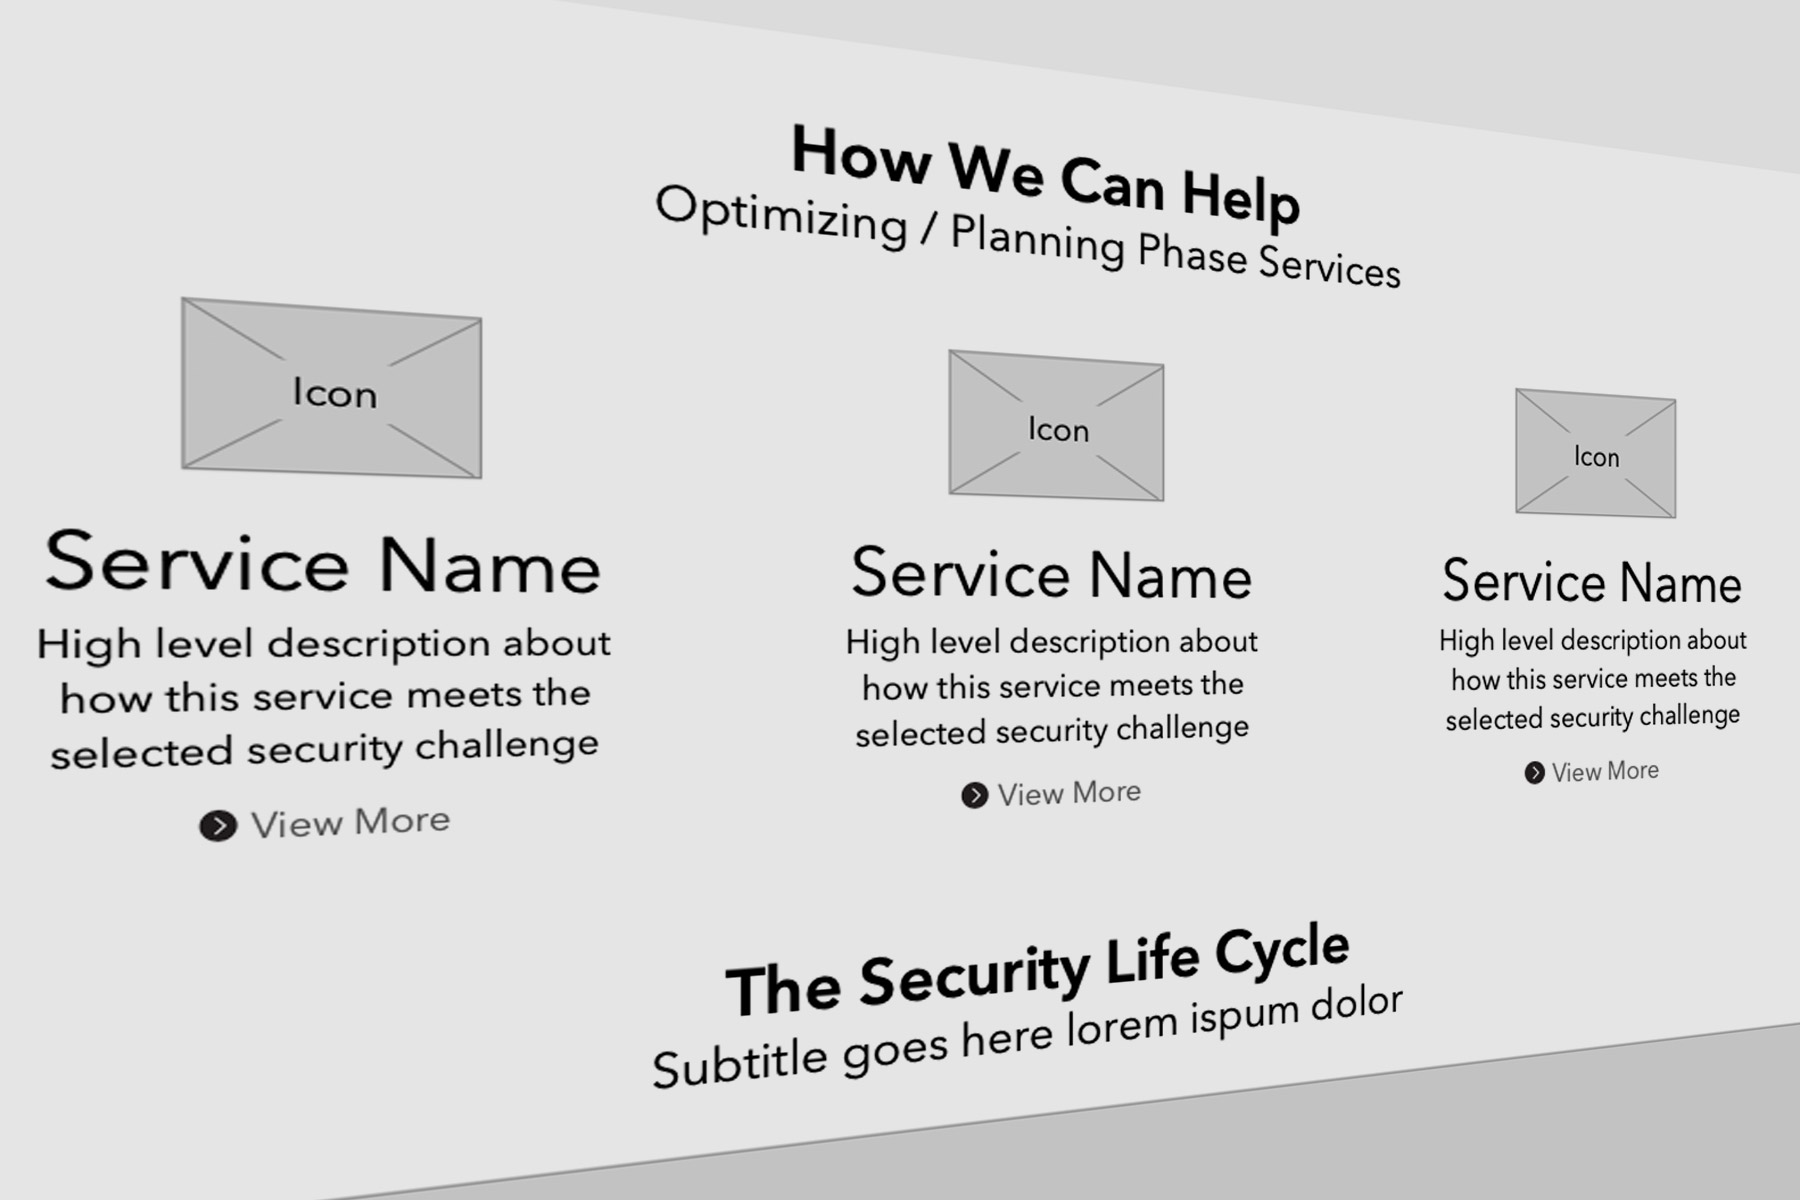 How We Can Help
Optimizing / Planning Phase Services
Icon
Service Name
High level description about
how this service meets the
selected security challenge
View More
Icon
Service Name
High level description about
how this service meets the
selected security challenge
View More
Icon
Service Name
High level description about
how this service meets the
selected security challenge
View More
The Security Life Cycle
Subtitle goes here lorem ispum dolor